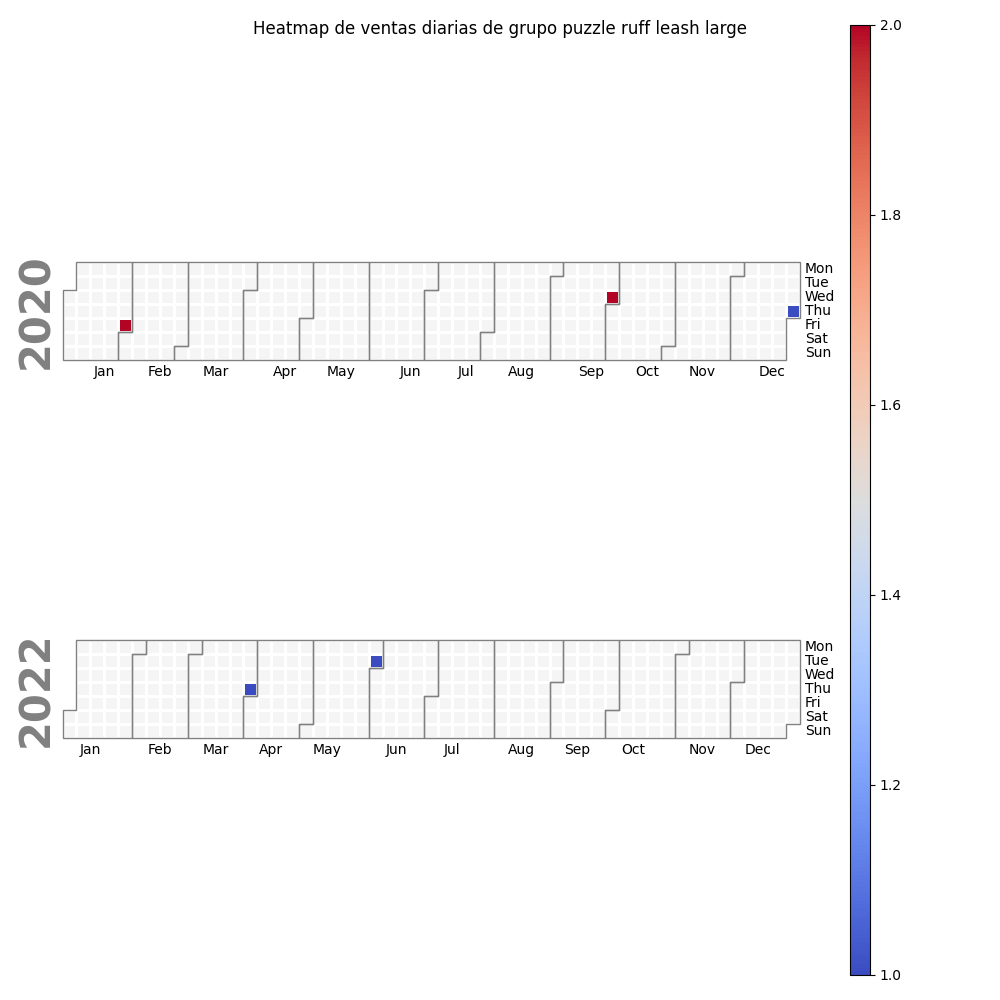 Heatmap de ventas diarias de grupo puzzle ruff leash large
2020
Mon
Tue
Wed
Thu
Fri
Sat
Sun
Jan Feb Mar Apr May Jun Jul Aug Sep Oct Nov Dec
2022
Mon
Tue
Wed
Thu
Fri
Sat
Sun
Jan Feb Mar Apr May Jun Jul Aug Sep Oct Nov Dec
2.0
1.8
1.6
1.4
1.2
1.0